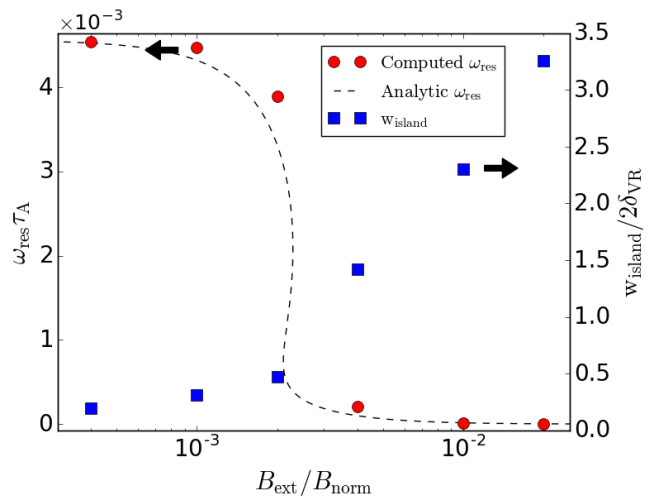 ×10⁻³
4
3
2
1
0
ω_res τ_A
3.5
3.0
2.5
2.0
1.5
1.0
0.5
0.0
w_island/2δ_VR
Computed ω_res
Analytic ω_res
w_island
10⁻³
10⁻²
B_ext/B_norm